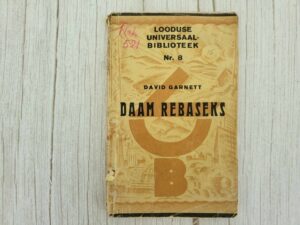 LOODUSE
UNIVERSAAL-
BIBLIOTEEK
Nr. 8
DAVID GARNETT
DAAM REBASEKS